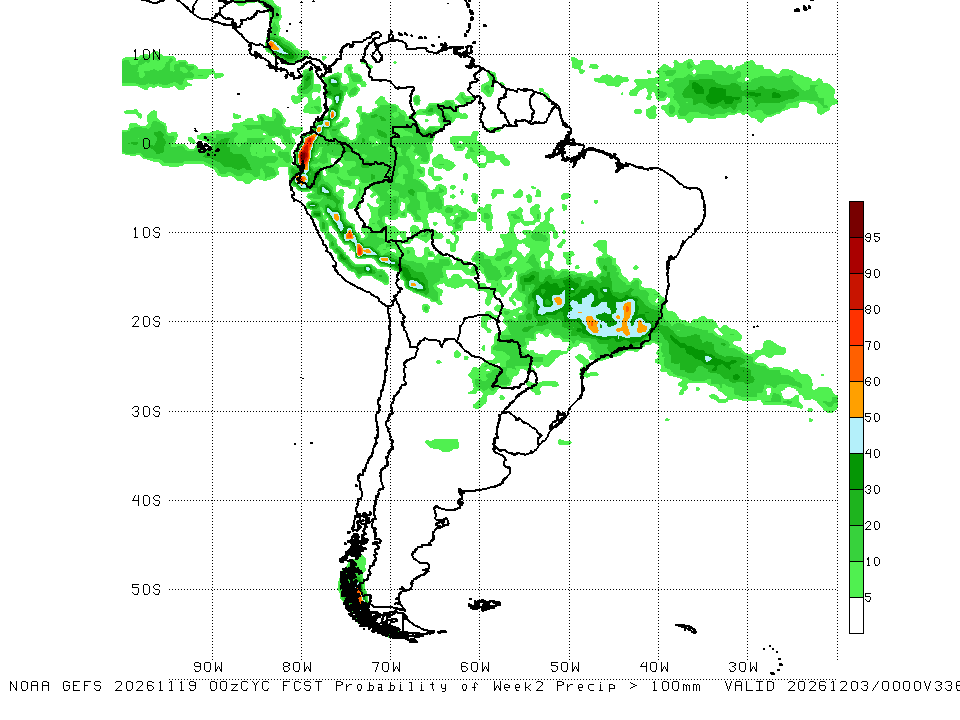 10N
0
10S
20S
30S
40S
50S
95
90
80
70
60
50
40
30
20
10
5
90W 80W 70W 60W 50W 40W 30W
NOAA GEFS 20261119 00zCYC FCST Probability of Week2 Precip > 100mm VALID 20261203/0000V336